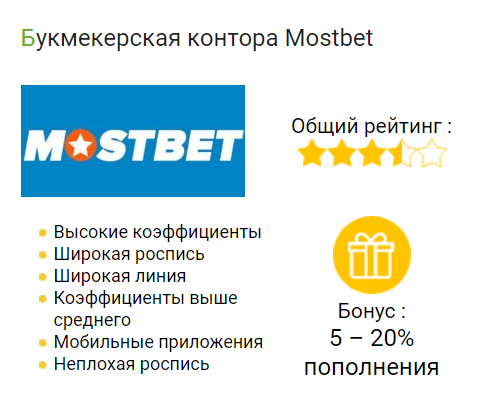 Букмекерская контора Mostbet
MOSTBET
Общий рейтинг :
Высокие коэффициенты
Широкая роспись
Широкая линия
Коэффициенты выше
среднего
Мобильные приложения
Неплохая роспись
Бонус :
5 – 20%
пополнения